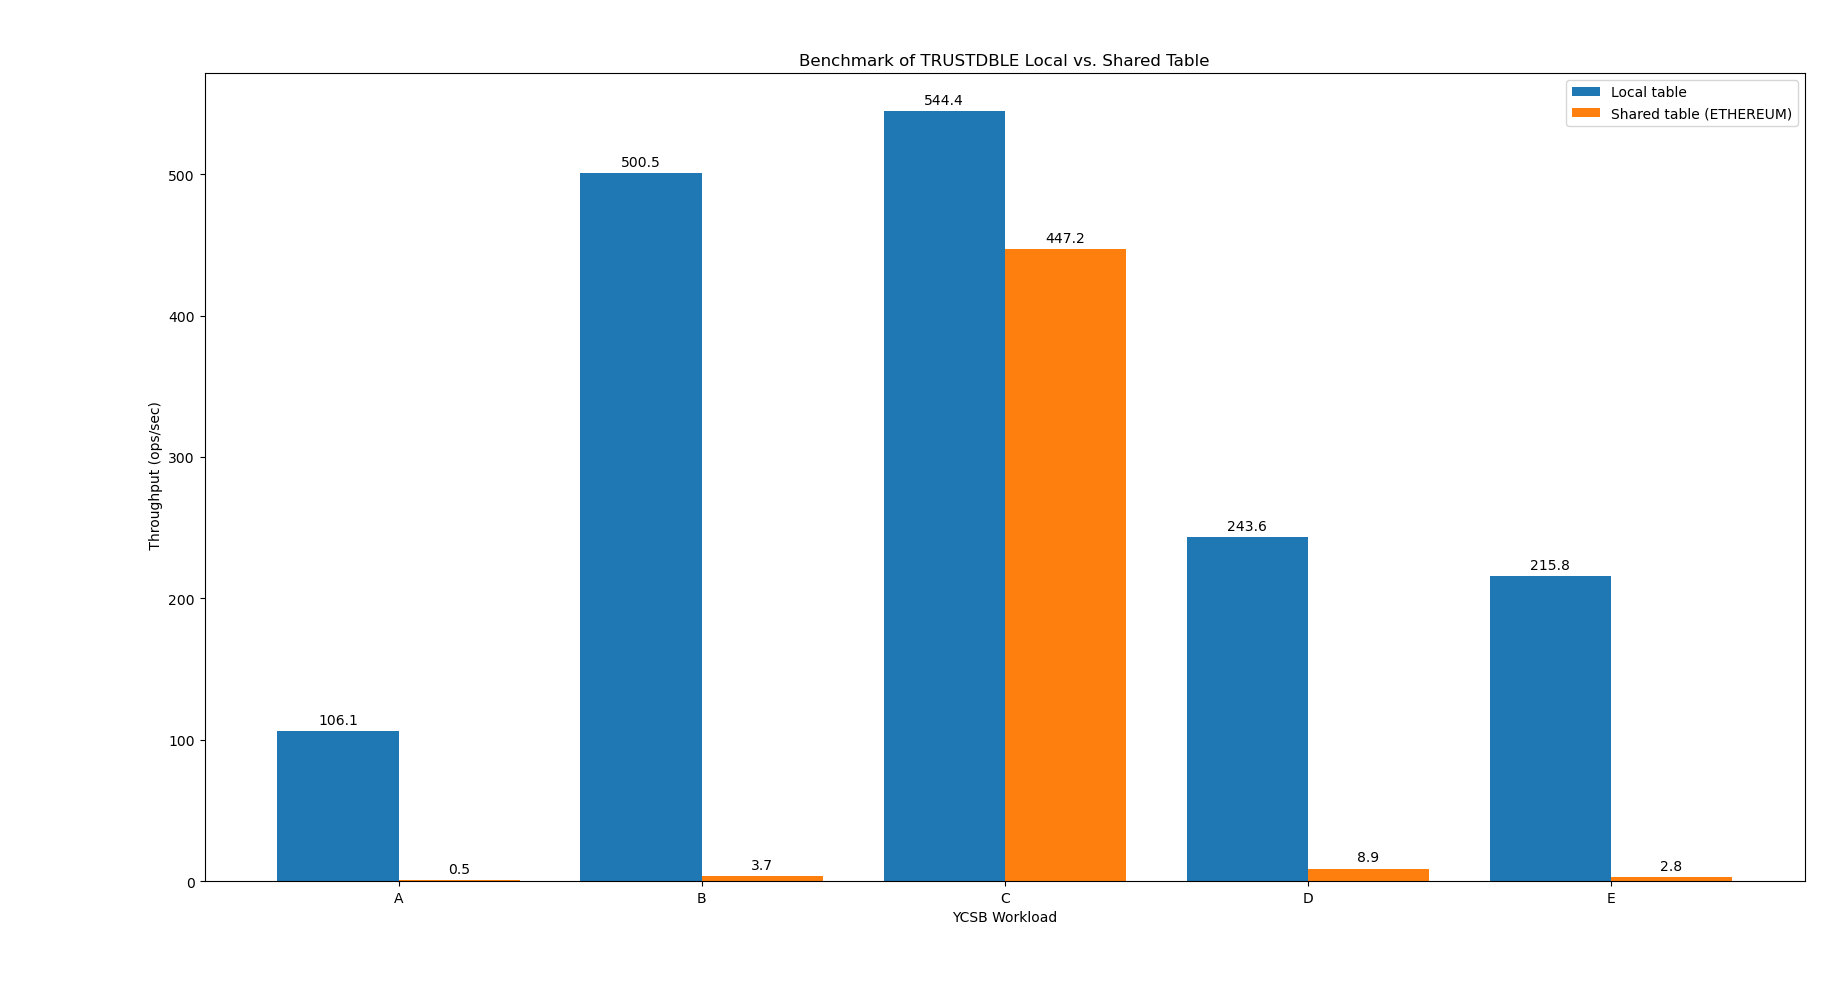 Benchmark of TRUSTDBLE Local vs. Shared Table
Local table
Shared table (ETHEREUM)
Throughput (ops/sec)
500
400
300
200
100
0
106.1
0.5
500.5
3.7
544.4
447.2
243.6
8.9
215.8
2.8
A
B
C
D
E
YCSB Workload